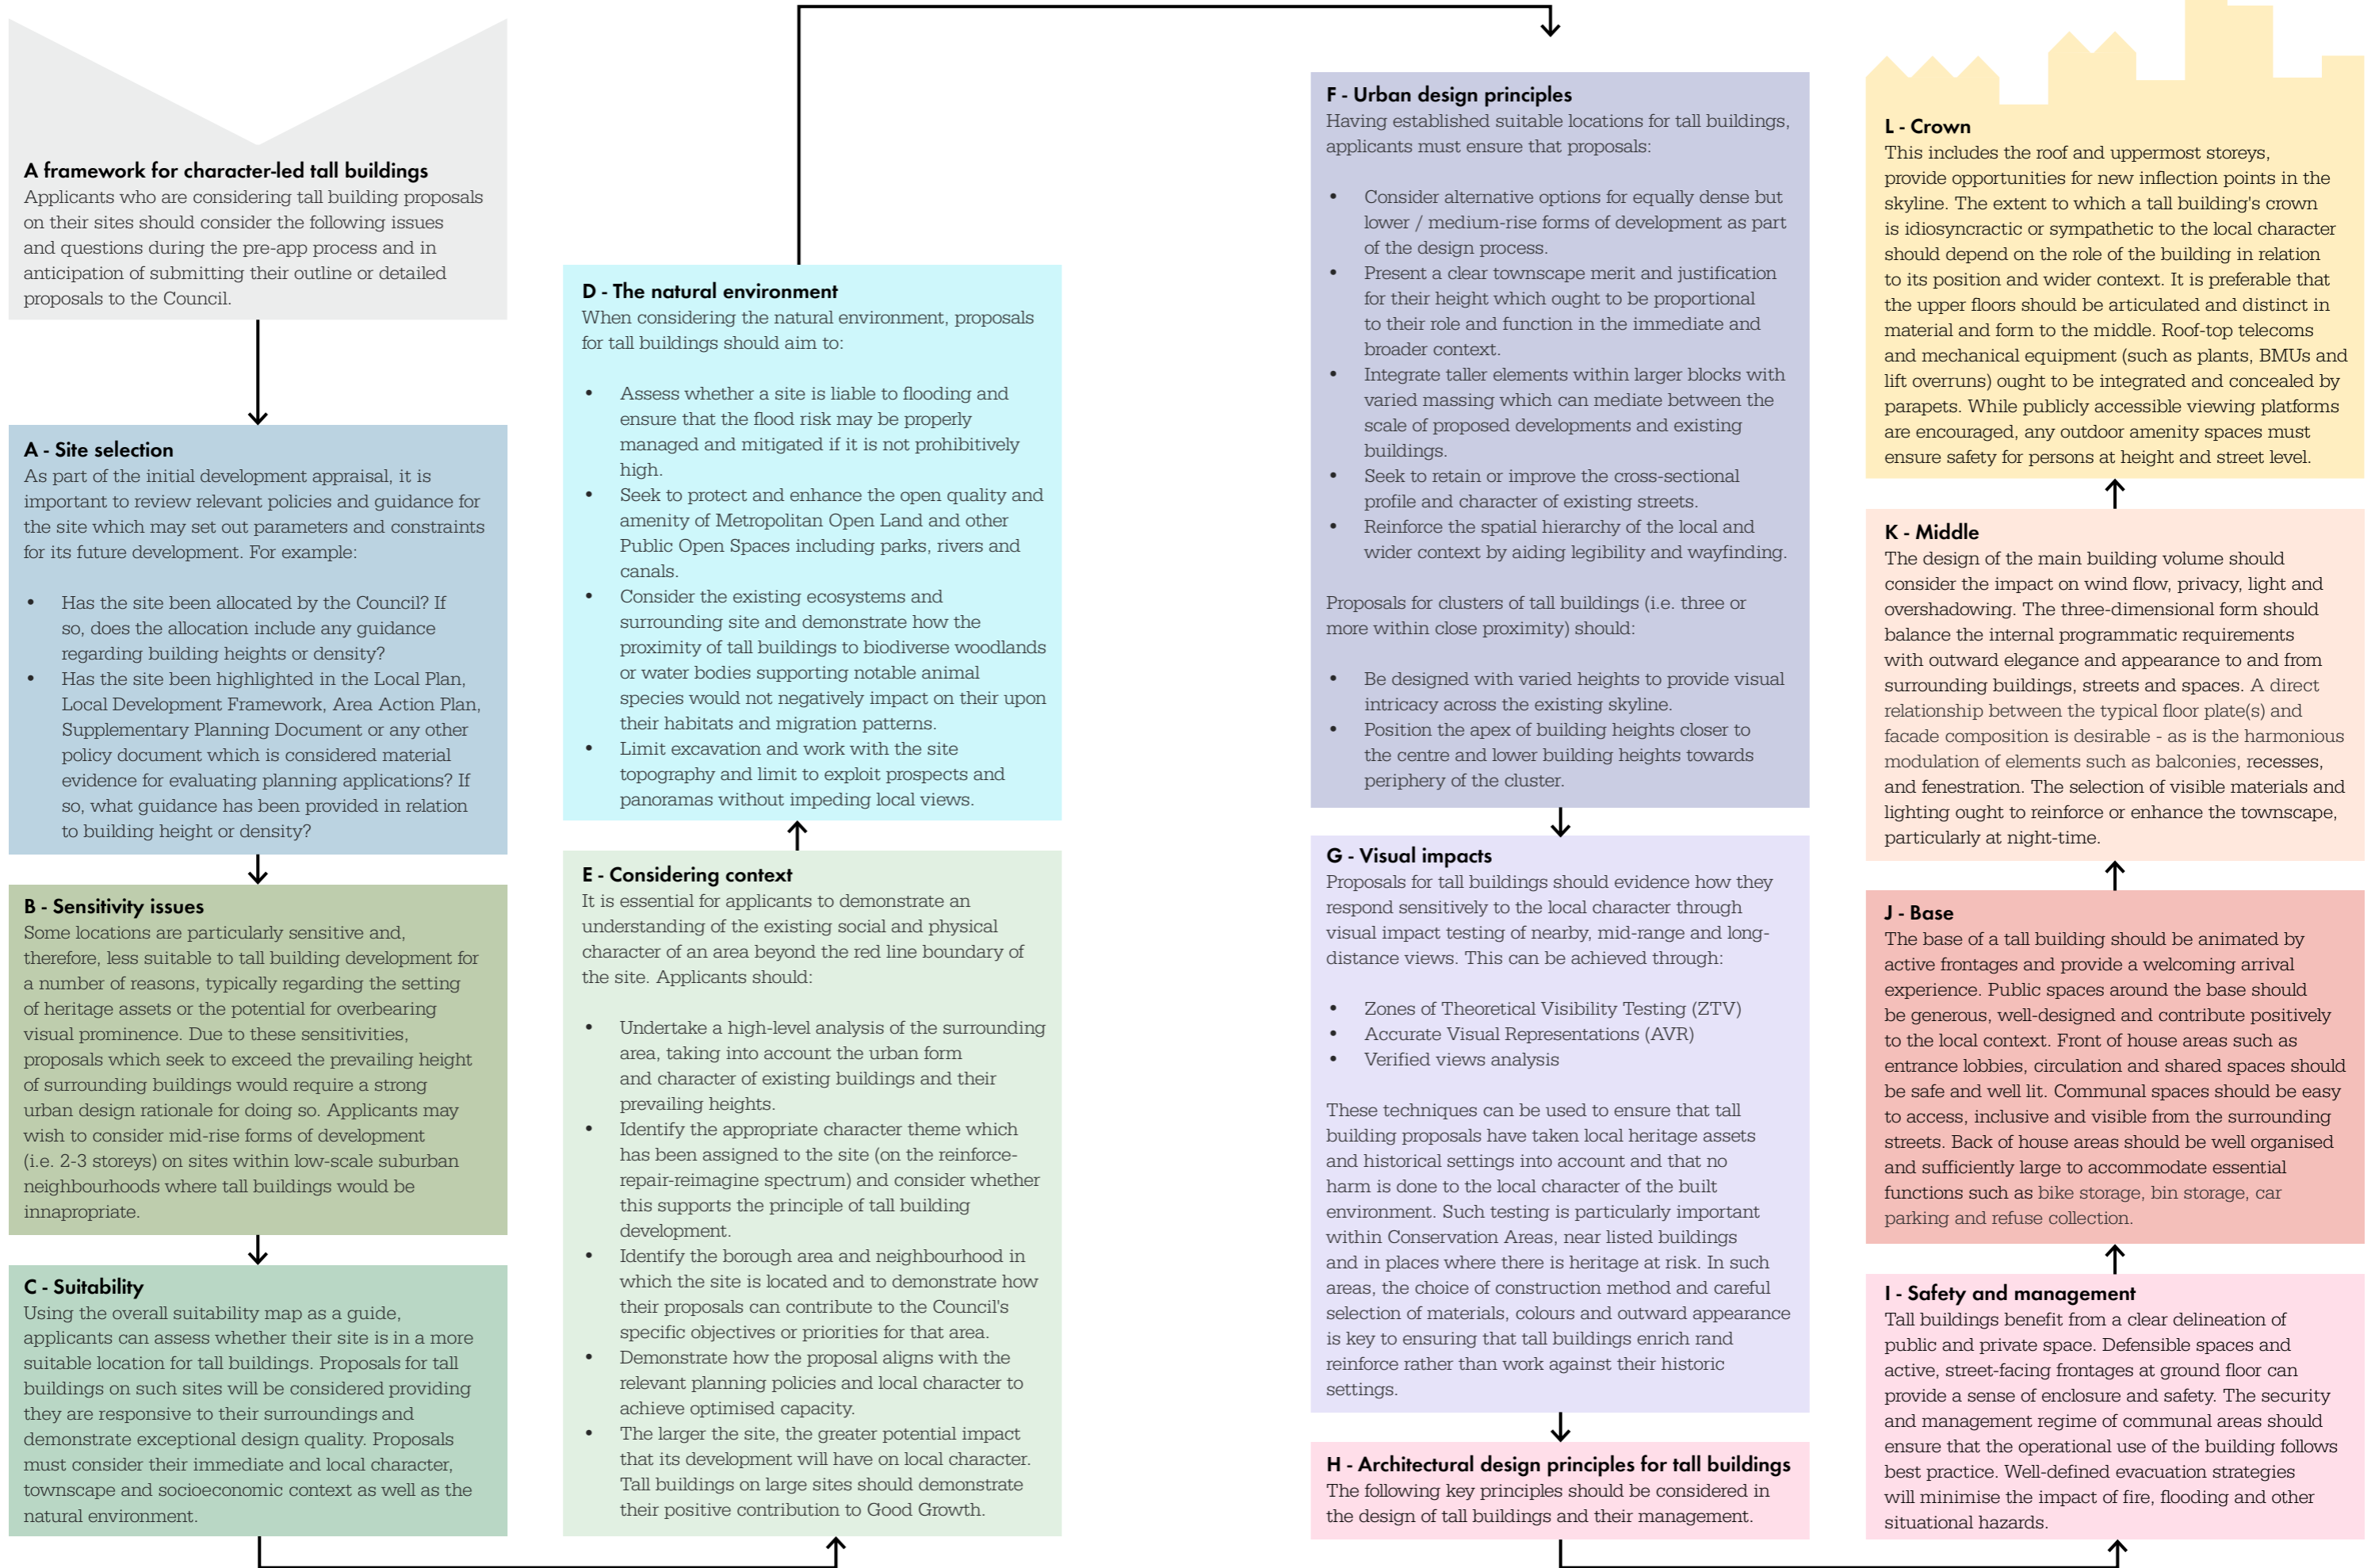 A framework for character-led tall buildings
Applicants who are considering tall building proposals
on their sites should consider the following issues
and questions during the pre-app process and in
anticipation of submitting their outline or detailed
proposals to the Council.
A - Site selection
As part of the initial development appraisal, it is
important to review relevant policies and guidance for
the site which may set out parameters and constraints
for its future development. For example:
• Has the site been allocated by the Council? If
so, does the allocation include any guidance
regarding building heights or density?
• Has the site been highlighted in the Local Plan,
Local Development Framework, Area Action Plan,
Supplementary Planning Document or any other
policy document which is considered material
evidence for evaluating planning applications? If
so, what guidance has been provided in relation
to building height or density?
B - Sensitivity issues
Some locations are particularly sensitive and,
therefore, less suitable to tall building development for
a number of reasons, typically regarding the setting
of heritage assets or the potential for overbearing
visual prominence. Due to these sensitivities,
proposals which seek to exceed the prevailing height
of surrounding buildings would require a strong
urban design rationale for doing so. Applicants may
wish to consider mid-rise forms of development
(i.e. 2-3 storeys) on sites within low-scale suburban
neighbourhoods where tall buildings would be
innapropriate.
C - Suitability
Using the overall suitability map as a guide,
applicants can assess whether their site is in a more
suitable location for tall buildings. Proposals for tall
buildings on such sites will be considered providing
they are responsive to their surroundings and
demonstrate exceptional design quality. Proposals
must consider their immediate and local character,
townscape and socioeconomic context as well as the
natural environment.
D - The natural environment
When considering the natural environment, proposals
for tall buildings should aim to:
• Assess whether a site is liable to flooding and
ensure that the flood risk may be properly
managed and mitigated if it is not prohibitively
high.
• Seek to protect and enhance the open quality and
amenity of Metropolitan Open Land and other
Public Open Spaces including parks, rivers and
canals.
• Consider the existing ecosystems and
surrounding site and demonstrate how the
proximity of tall buildings to biodiverse woodlands
or water bodies supporting notable animal
species would not negatively impact on their upon
their habitats and migration patterns.
• Limit excavation and work with the site
topography and limit to exploit prospects and
panoramas without impeding local views.
E - Considering context
It is essential for applicants to demonstrate an
understanding of the existing social and physical
character of an area beyond the red line boundary of
the site. Applicants should:
• Undertake a high-level analysis of the surrounding
area, taking into account the urban form
and character of existing buildings and their
prevailing heights.
• Identify the appropriate character theme which
has been assigned to the site (on the reinforce-
repair-reimagine spectrum) and consider whether
this supports the principle of tall building
development.
• Identify the borough area and neighbourhood in
which the site is located and to demonstrate how
their proposals can contribute to the Council's
specific objectives or priorities for that area.
• Demonstrate how the proposal aligns with the
relevant planning policies and local character to
achieve optimised capacity.
• The larger the site, the greater potential impact
that its development will have on local character.
Tall buildings on large sites should demonstrate
their positive contribution to Good Growth.
F - Urban design principles
Having established suitable locations for tall buildings,
applicants must ensure that proposals:
• Consider alternative options for equally dense but
lower / medium-rise forms of development as part
of the design process.
• Present a clear townscape merit and justification
for their height which ought to be proportional
to their role and function in the immediate and
broader context.
• Integrate taller elements within larger blocks with
varied massing which can mediate between the
scale of proposed developments and existing
buildings.
• Seek to retain or improve the cross-sectional
profile and character of existing streets.
• Reinforce the spatial hierarchy of the local and
wider context by aiding legibility and wayfinding.
Proposals for clusters of tall buildings (i.e. three or
more within close proximity) should:
• Be designed with varied heights to provide visual
intricacy across the existing skyline.
• Position the apex of building heights closer to
the centre and lower building heights towards
periphery of the cluster.
G - Visual impacts
Proposals for tall buildings should evidence how they
respond sensitively to the local character through
visual impact testing of nearby, mid-range and long-
distance views. This can be achieved through:
• Zones of Theoretical Visibility Testing (ZTV)
• Accurate Visual Representations (AVR)
• Verified views analysis
These techniques can be used to ensure that tall
building proposals have taken local heritage assets
and historical settings into account and that no
harm is done to the local character of the built
environment. Such testing is particularly important
within Conservation Areas, near listed buildings
and in places where there is heritage at risk. In such
areas, the choice of construction method and careful
selection of materials, colours and outward appearance
is key to ensuring that tall buildings enrich rand
reinforce rather than work against their historic
settings.
H - Architectural design principles for tall buildings
The following key principles should be considered in
the design of tall buildings and their management.
L - Crown
This includes the roof and uppermost storeys,
provide opportunities for new inflection points in the
skyline. The extent to which a tall building's crown
is idiosyncractic or sympathetic to the local character
should depend on the role of the building in relation
to its position and wider context. It is preferable that
the upper floors should be articulated and distinct in
material and form to the middle. Roof-top telecoms
and mechanical equipment (such as plants, BMUs and
lift overruns) ought to be integrated and concealed by
parapets. While publicly accessible viewing platforms
are encouraged, any outdoor amenity spaces must
ensure safety for persons at height and street level.
K - Middle
The design of the main building volume should
consider the impact on wind flow, privacy, light and
overshadowing. The three-dimensional form should
balance the internal programmatic requirements
with outward elegance and appearance to and from
surrounding buildings, streets and spaces. A direct
relationship between the typical floor plate(s) and
facade composition is desirable - as is the harmonious
modulation of elements such as balconies, recesses,
and fenestration. The selection of visible materials and
lighting ought to reinforce or enhance the townscape,
particularly at night-time.
J - Base
The base of a tall building should be animated by
active frontages and provide a welcoming arrival
experience. Public spaces around the base should
be generous, well-designed and contribute positively
to the local context. Front of house areas such as
entrance lobbies, circulation and shared spaces should
be safe and well lit. Communal spaces should be easy
to access, inclusive and visible from the surrounding
streets. Back of house areas should be well organised
and sufficiently large to accommodate essential
functions such as bike storage, bin storage, car
parking and refuse collection.
I - Safety and management
Tall buildings benefit from a clear delineation of
public and private space. Defensible spaces and
active, street-facing frontages at ground floor can
provide a sense of enclosure and safety. The security
and management regime of communal areas should
ensure that the operational use of the building follows
best practice. Well-defined evacuation strategies
will minimise the impact of fire, flooding and other
situational hazards.